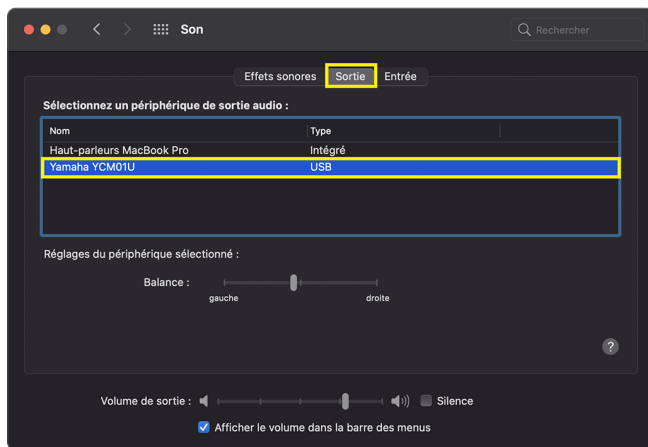 Son
Rechercher
Effets sonores Sortie Entrée
Sélectionnez un périphérique de sortie audio :
Nom Type
Haut-parleurs MacBook Pro Intégré
Yamaha YCM01U USB
Réglages du périphérique sélectionné :
Balance :
gauche droite
?
Volume de sortie : Silence
Afficher le volume dans la barre des menus